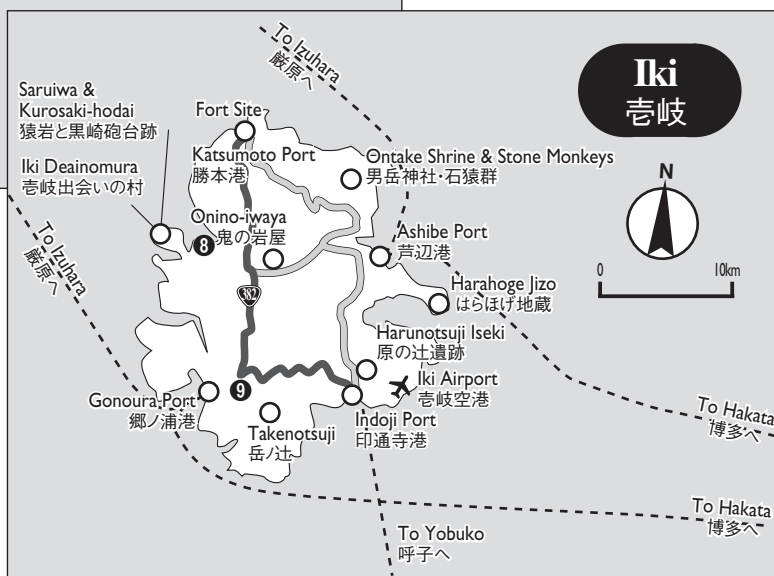 To Izuhara
厳原へ
Iki
壱岐
Saruiwa &
Kurosaki-hodai
猿岩と黒崎砲台跡
Iki Deainomura
壱岐出会いの村
Fort Site
Katsumoto Port
勝本港
Ontake Shrine & Stone Monkeys
男岳神社・石猿群
N
0 10km
Onino-iwaya
鬼の岩屋
8
Ashibe Port
芦辺港
To Izuhara
厳原へ
382
Harahoge Jizo
はらほげ地蔵
Harunotsuji Iseki
原の辻遺跡
Iki Airport
壱岐空港
Gonoura Port
郷ノ浦港
9
Takenotsuji
岳ノ辻
Indoji Port
印通寺港
To Hakata
博多へ
To Hakata
博多へ
To Yobuko
呼子へ